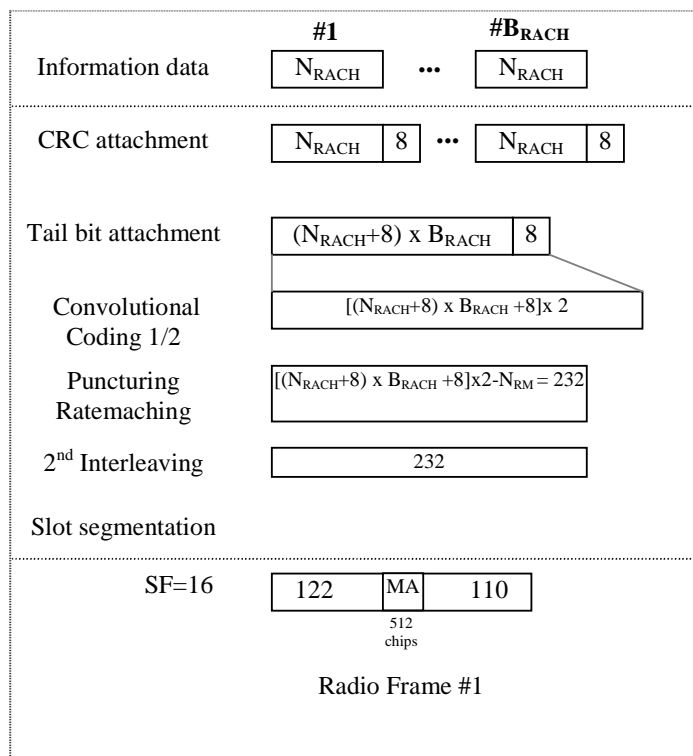 #1 #B_RACH
Information data N_RACH ••• N_RACH
CRC attachment N_RACH 8 ••• N_RACH 8
Tail bit attachment (N_RACH+8) x B_RACH 8
Convolutional
Coding 1/2
[(N_RACH+8) x B_RACH +8]x 2
Puncturing
Ratemaching
[(N_RACH+8) x B_RACH +8]x2-N_RM = 232
2nd Interleaving 232
Slot segmentation
SF=16 122 MA 110
512
chips
Radio Frame #1